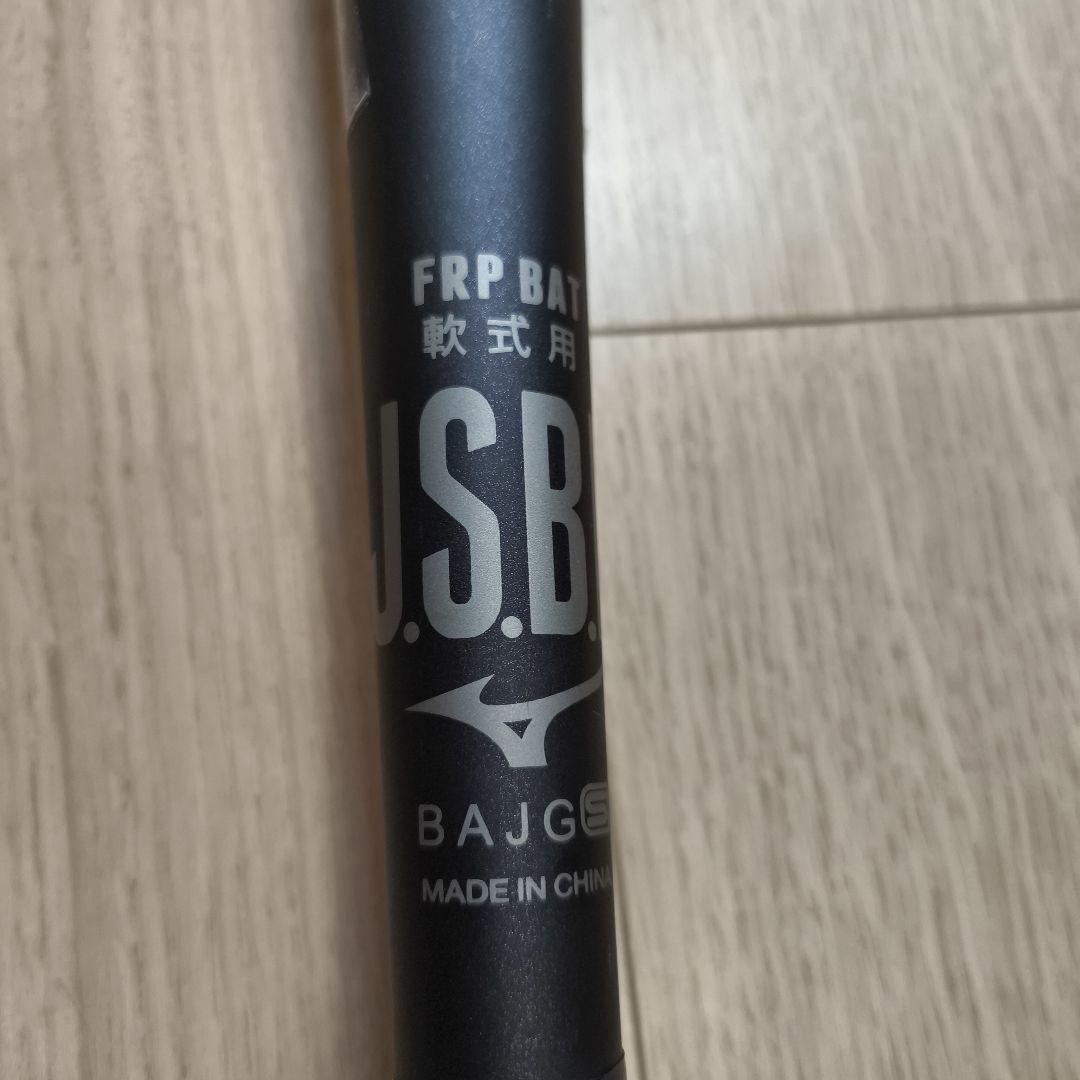 FRP BAT
軟式用
J.S.B.
BAJG S
MADE IN CHINA